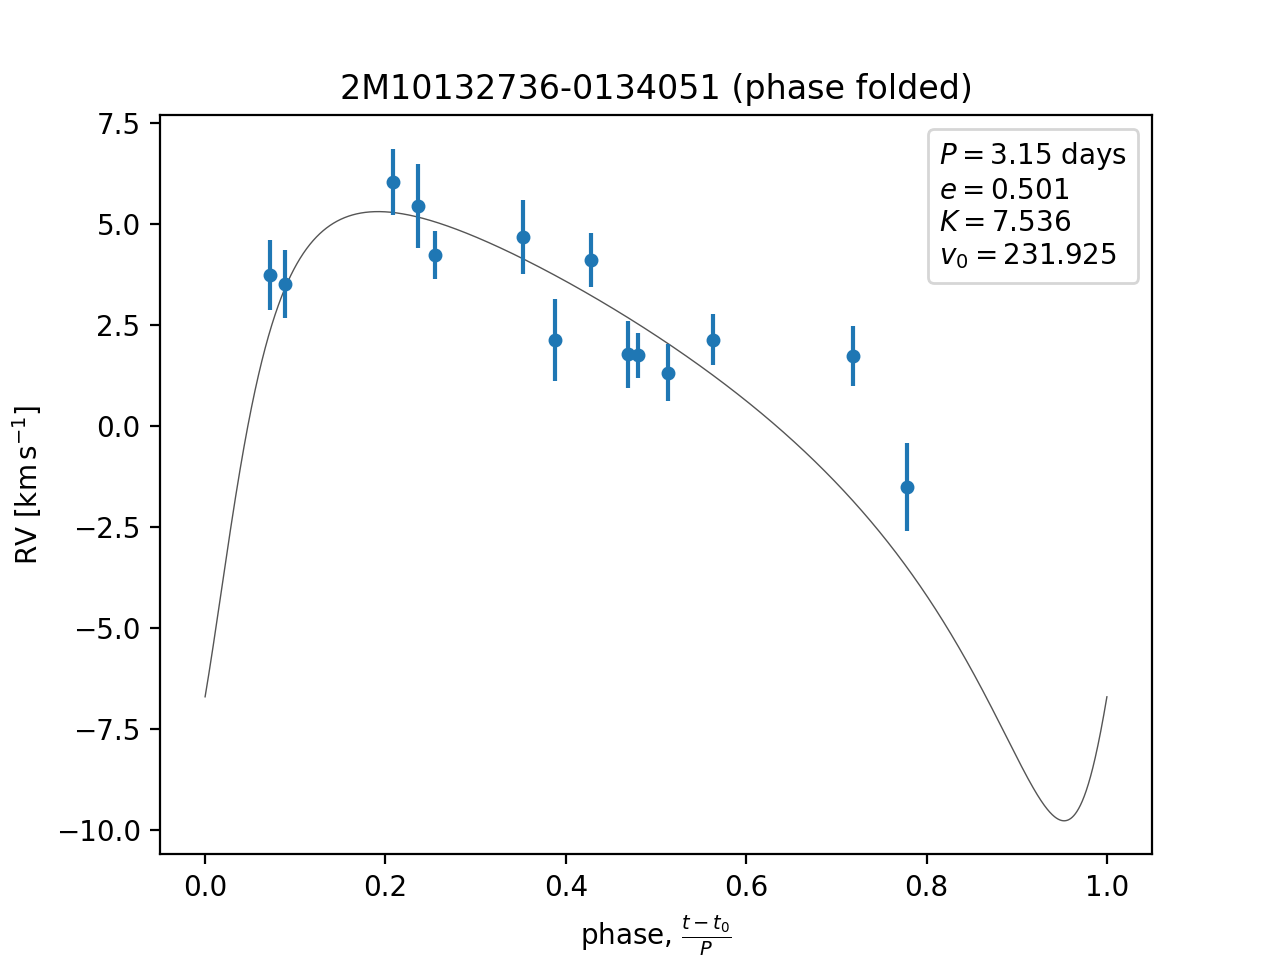 2M10132736-0134051 (phase folded)
P = 3.15 days
e = 0.501
K = 7.536
v₀ = 231.925
RV [km s⁻¹]
7.5
5.0
2.5
0.0
−2.5
−5.0
−7.5
−10.0
0.0 0.2 0.4 0.6 0.8 1.0
phase, (t − t₀)/P